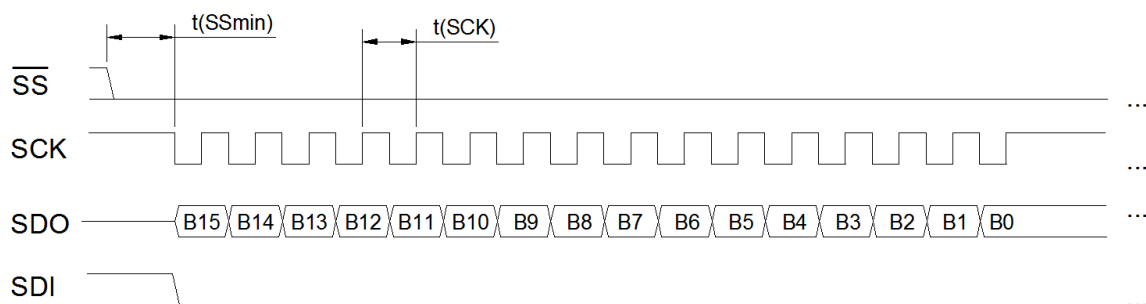 t(SSmin) t(SCK)
SS
...
SCK
...
SDO B15 B14 B13 B12 B11 B10 B9 B8 B7 B6 B5 B4 B3 B2 B1 B0 ...
SDI
...